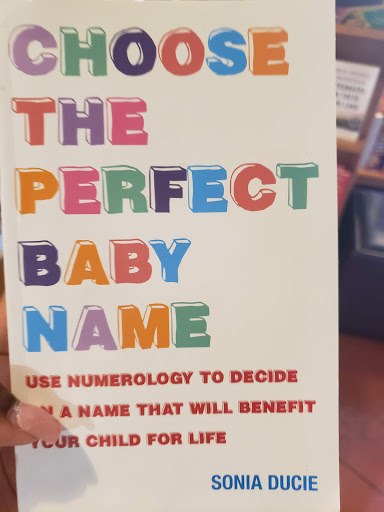 CHOOSE
THE
PERFECT
BABY
NAME
USE NUMEROLOGY TO DECIDE
A NAME THAT WILL BENEFIT
YOUR CHILD FOR LIFE
SONIA DUCIE